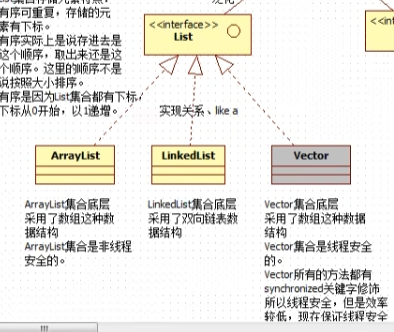 有序可重复，存储的元
素有下标。
有序实际上是说存进去是
这个顺序，取出来还是这
个顺序。这里的顺序不是
说按照大小排序。
有序是因为List集合都有下标，
下标从0开始，以1递增。
<<interface>>
List
实现关系、like a
ArrayList
ArrayList集合底层
采用了数组这种数
据结构
ArrayList集合是非线程
安全的。
LinkedList
LinkedList集合底层
采用了双向链表数
据结构
Vector
Vector集合底层
采用了数组这种数据
结构
Vector集合是线程安全
的。
Vector所有的方法都有
synchronized关键字修饰
所以线程安全，但是效率
较低，现在保证线程安全